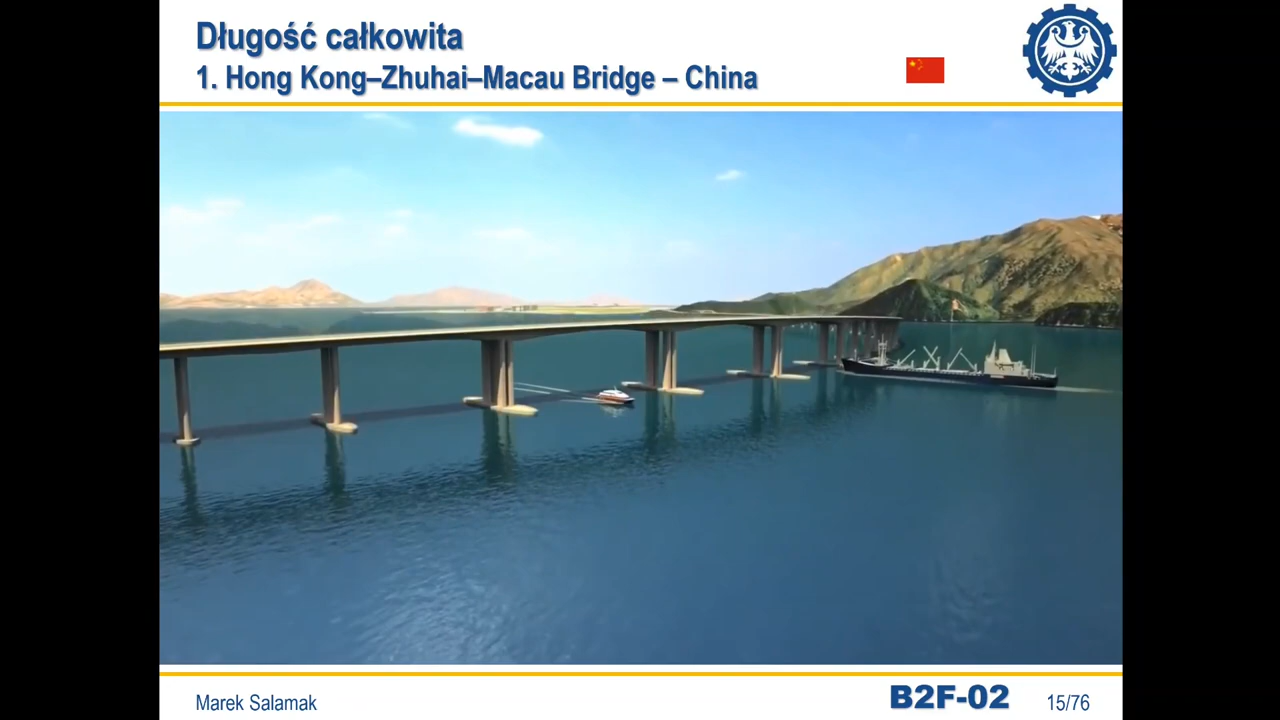 Długość całkowita
1. Hong Kong–Zhuhai–Macau Bridge – China
Marek Salamak
B2F-02
15/76